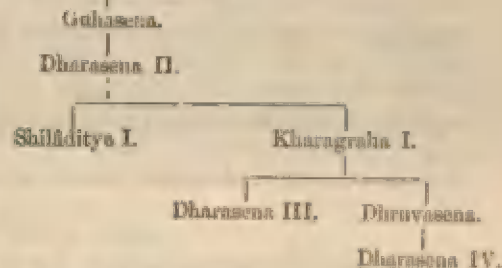 Guhasena.
Dharasena II.
Shilâditya I. Kharagraha I.
Dharasena III. Dhruvasena.
Dharasena IV.